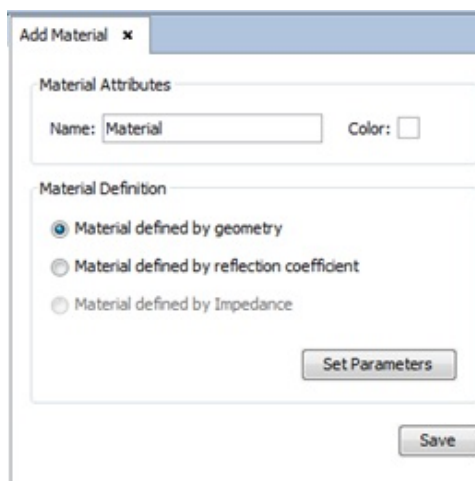 Add Material ×
Material Attributes
Name: Material Color:
Material Definition
Material defined by geometry
Material defined by reflection coefficient
Material defined by Impedance
Set Parameters
Save